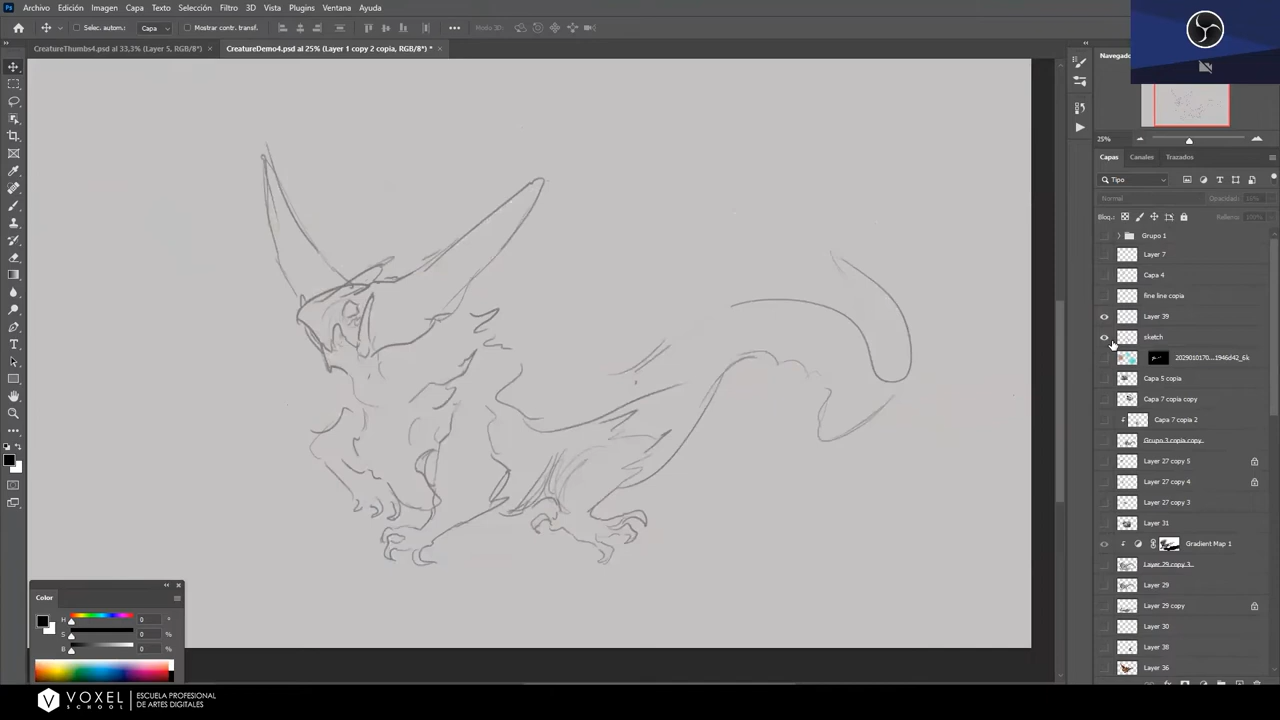 Archivo Edición Imagen Capa Texto Selección Filtro 3D Vista Plugins Ventana Ayuda
Selec. autom.: Capa Mostrar contr. transf. Modo 3D:
CreatureThumbs4.psd al 33,3% (Layer 5, RGB/8*) × CreatureDemo4.psd al 25% (Layer 1 copy 2 copia, RGB/8*) * ×
Navegador
25%
Capas Canales Trazados
Tipo
Normal Opacidad:
Bloq.: Relleno: 100%
Grupo 1
Layer 7
Capa 4
fine line copia
Layer 39
sketch
2029010170...1946d42_6k
Capa 5 copia
Capa 7 copia copy
Capa 7 copia 2
Grupo 3 copia copy
Layer 27 copy 5
Layer 27 copy 4
Layer 27 copy 3
Layer 31
Gradient Map 1
Layer 29 copy 3
Layer 29
Layer 29 copy
Layer 30
Layer 38
Layer 36
Color
H 0 °
S 0 %
B 0 %
VOXEL SCHOOL
ESCUELA PROFESIONAL
DE ARTES DIGITALES